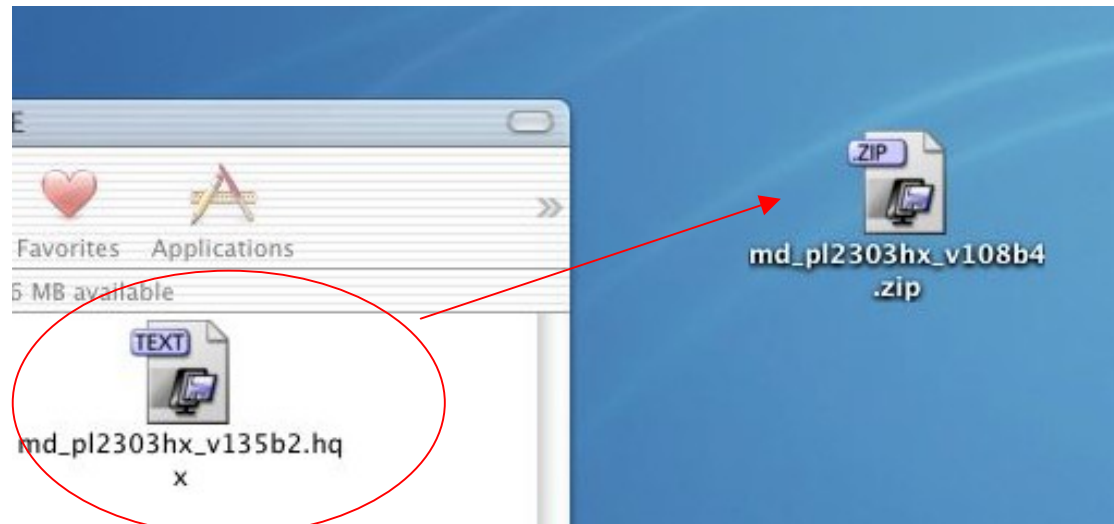 E
»
Favorites Applications
6 MB available
TEXT
md_pl2303hx_v135b2.hq
x
.ZIP
md_pl2303hx_v108b4
.zip